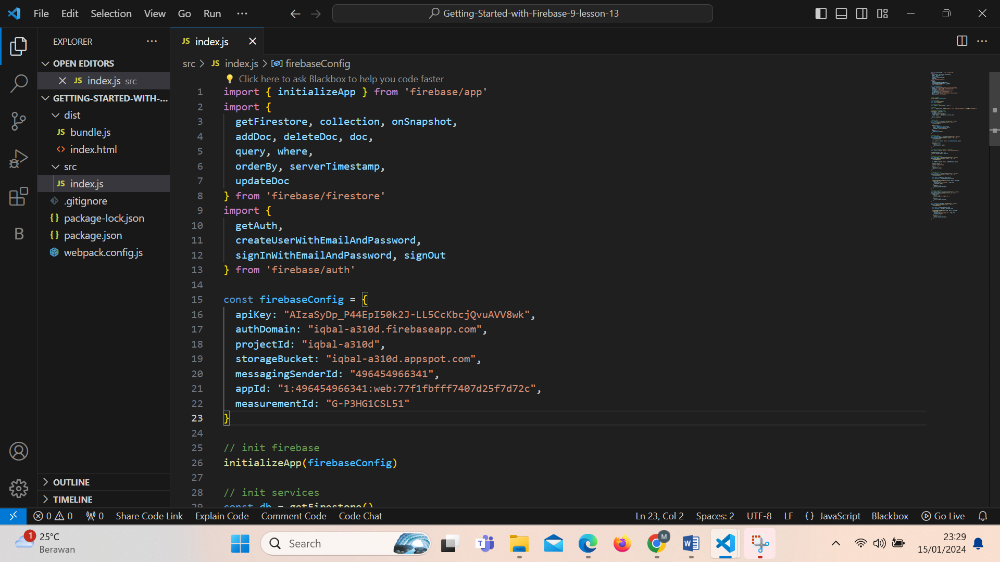 File Edit Selection View Go Run ···
Getting-Started-with-Firebase-9-lesson-13
EXPLORER
OPEN EDITORS
JS index.js src
GETTING-STARTED-WITH-...
dist
JS bundle.js
<> index.html
src
JS index.js
.gitignore
{} package-lock.json
{} package.json
webpack.config.js
OUTLINE
TIMELINE
B
JS index.js
src > JS index.js > firebaseConfig
Click here to ask Blackbox to help you code faster
1 import { initializeApp } from 'firebase/app'
2 import {
3 getFirestore, collection, onSnapshot,
4 addDoc, deleteDoc, doc,
5 query, where,
6 orderBy, serverTimestamp,
7 updateDoc
8 } from 'firebase/firestore'
9 import {
10 getAuth,
11 createUserWithEmailAndPassword,
12 signInWithEmailAndPassword, signOut
13 } from 'firebase/auth'
14
15 const firebaseConfig = {
16 apiKey: "AIzaSyDp_P44EpI50k2J-LL5CcKbcjQvuAVV8wk",
17 authDomain: "iqbal-a310d.firebaseapp.com",
18 projectId: "iqbal-a310d",
19 storageBucket: "iqbal-a310d.appspot.com",
20 messagingSenderId: "496454966341",
21 appId: "1:496454966341:web:77f1fbfff7407d25f7d72c",
22 measurementId: "G-P3HG1CSL51"
23 }
24
25 // init firebase
26 initializeApp(firebaseConfig)
27
28 // init services
29 const db = getFirestore()
0 0 0 Share Code Link Explain Code Comment Code Code Chat
Ln 23, Col 2 Spaces: 2 UTF-8 LF {} JavaScript Blackbox Go Live
1 25°C
Berawan
Search
T
M
W
23:29
15/01/2024